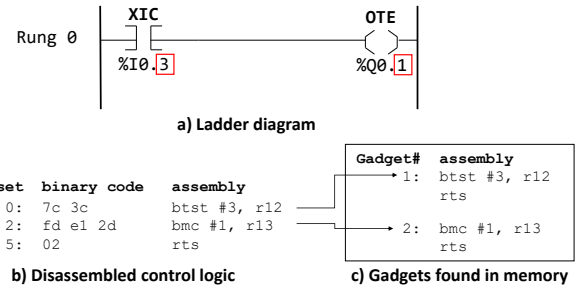 XIC
OTE
Rung 0
%I0.3
%Q0.1
a) Ladder diagram
set binary code assembly
0: 7c 3c btst #3, r12
2: fd e1 2d bmc #1, r13
5: 02 rts
b) Disassembled control logic
Gadget# assembly
1: btst #3, r12
rts
2: bmc #1, r13
rts
c) Gadgets found in memory